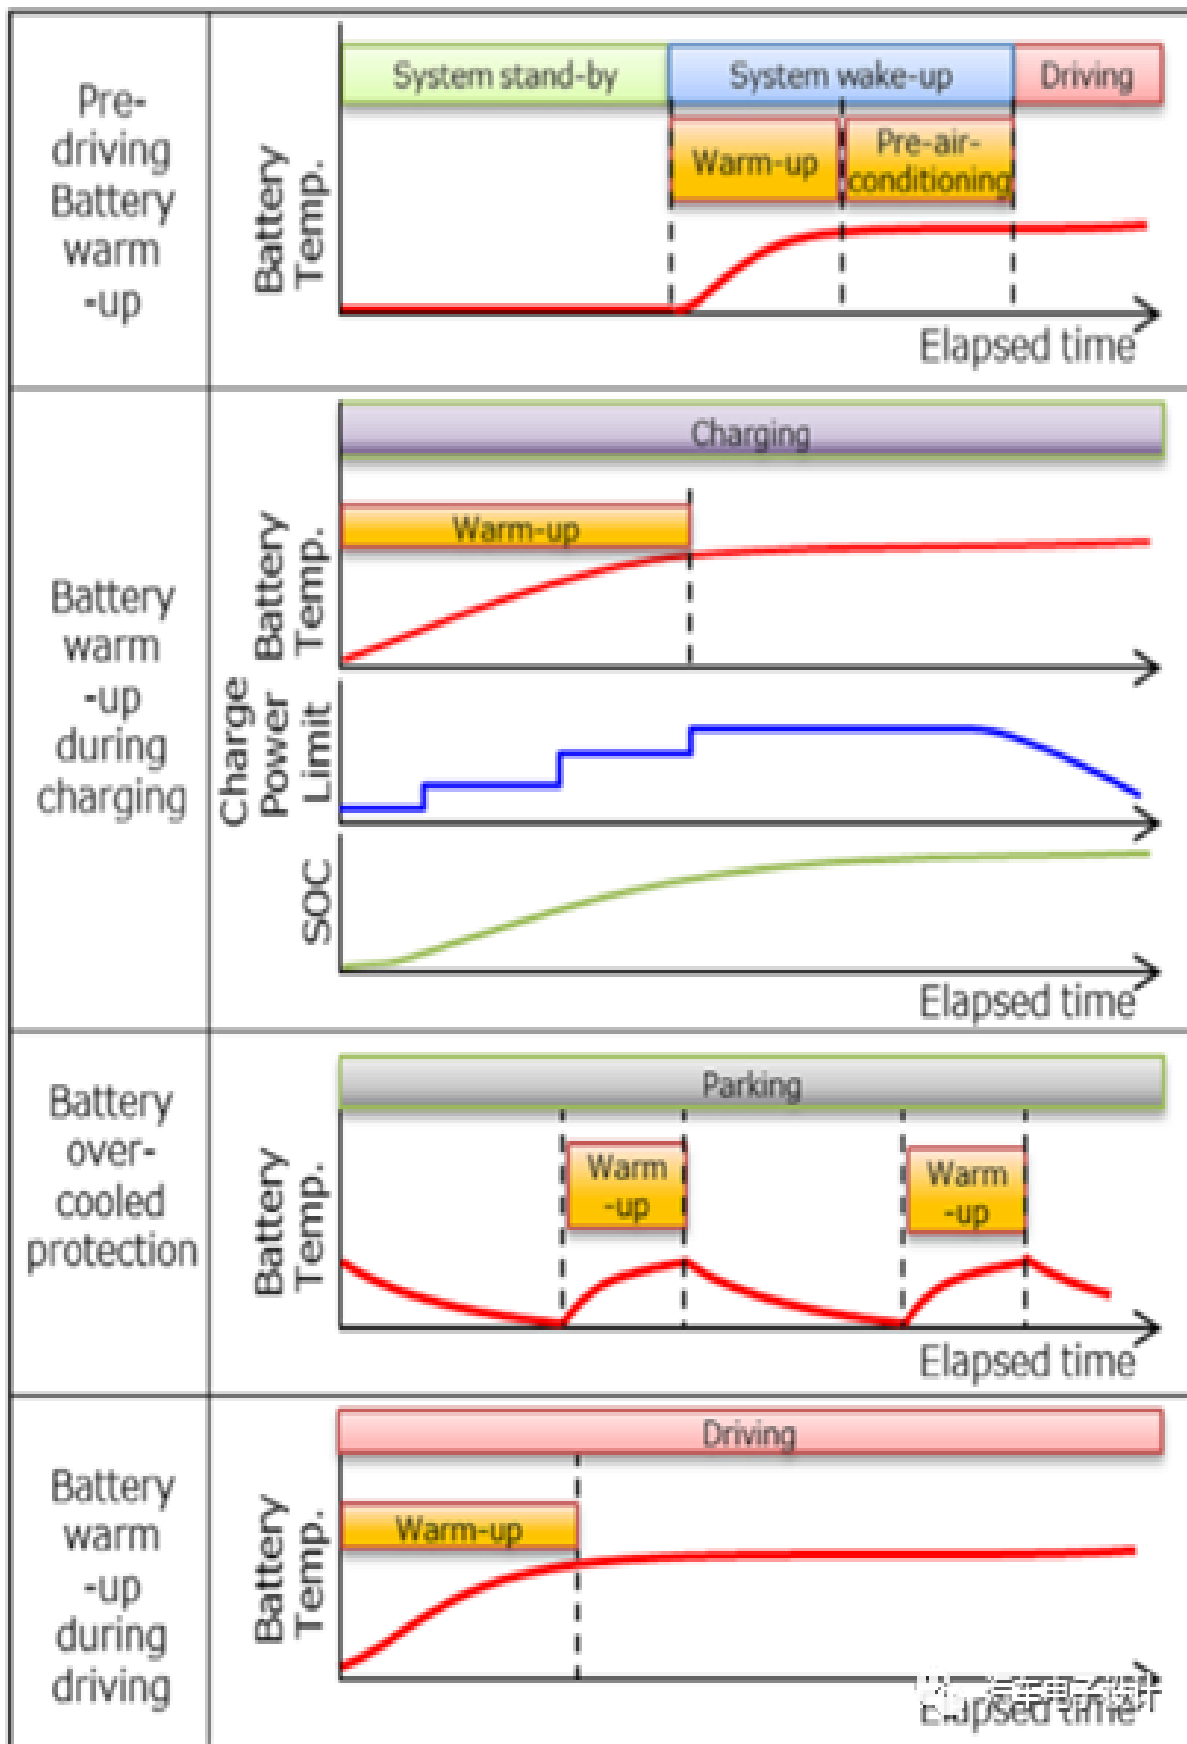 Pre-
driving
Battery
warm
-up
System stand-by
System wake-up
Driving
Warm-up
Pre-air-
conditioning
Battery
Temp.
Elapsed time
Battery
warm
-up
during
charging
Charging
Warm-up
Battery
Temp.
Charge
Power
Limit
SOC
Elapsed time
Battery
over-
cooled
protection
Parking
Warm
-up
Warm
-up
Battery
Temp.
Elapsed time
Battery
warm
-up
during
driving
Driving
Warm-up
Battery
Temp.
Elapsed time